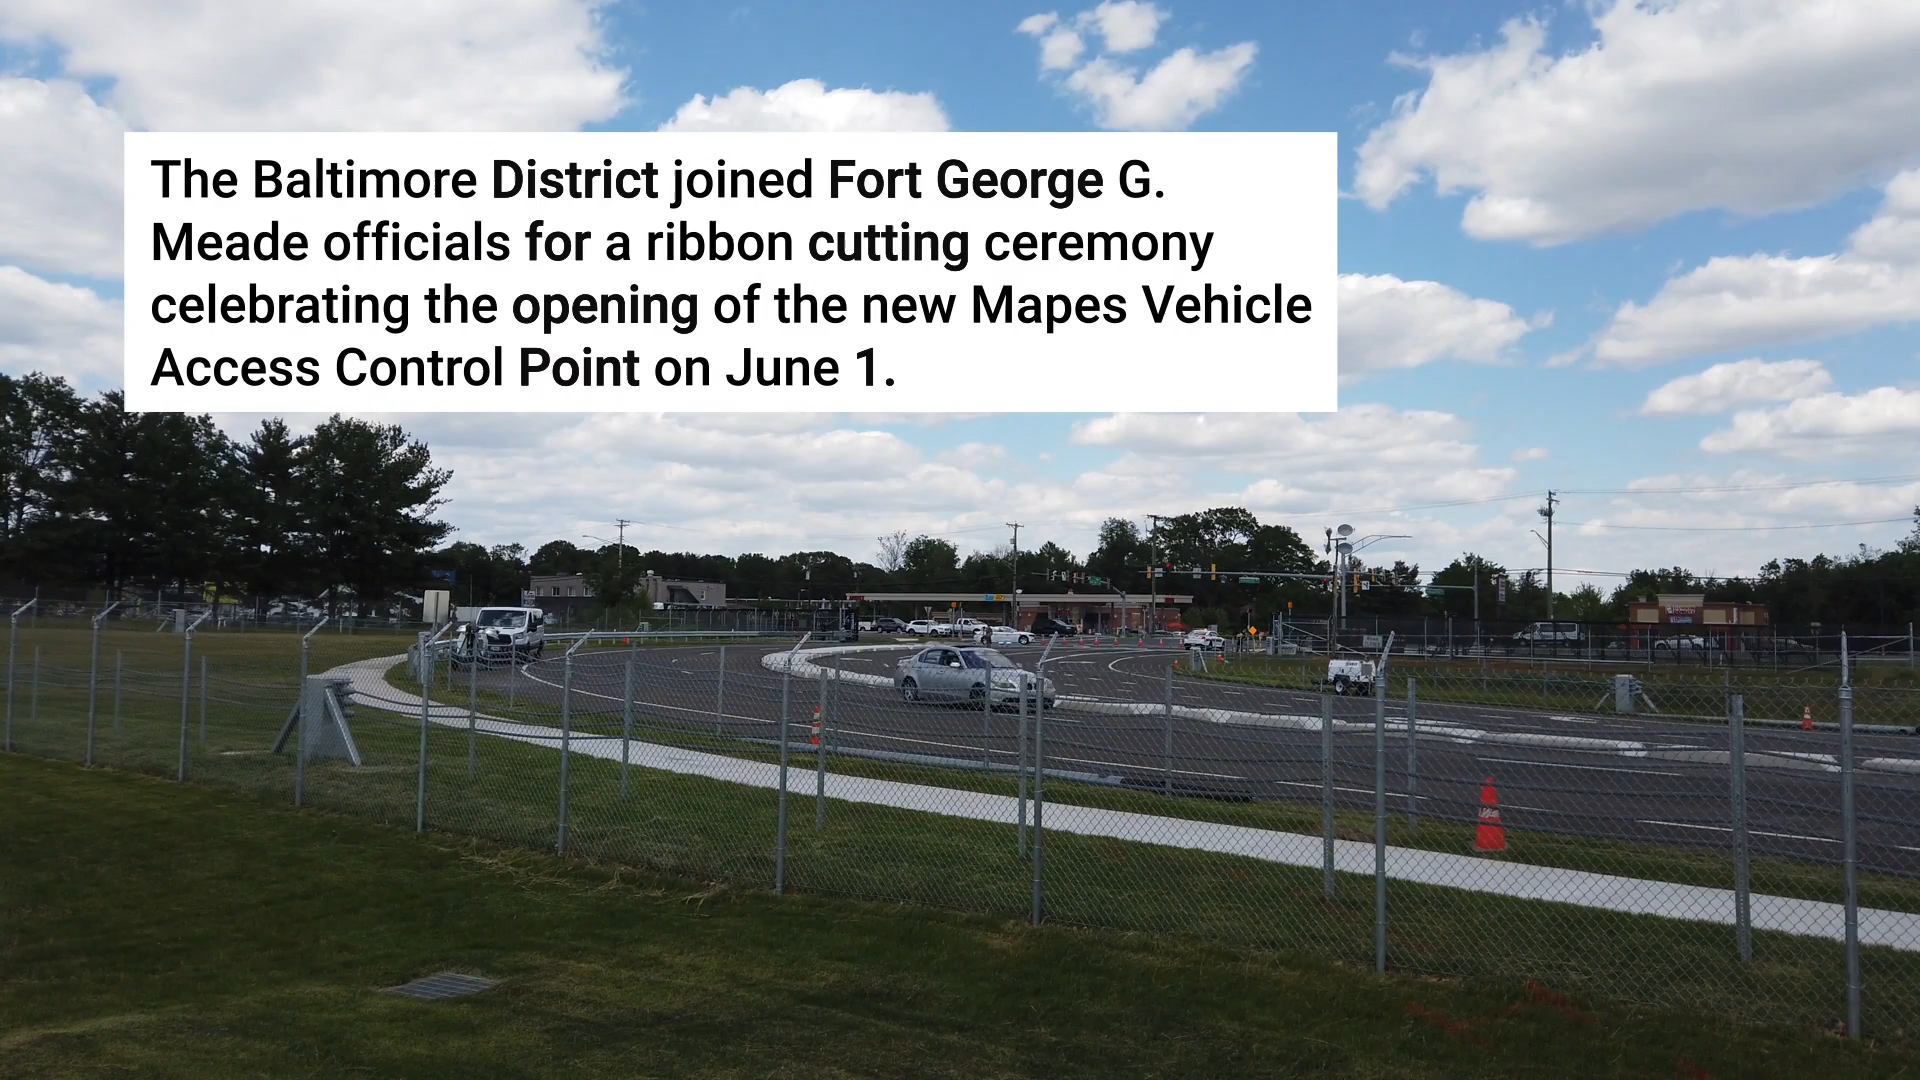 The Baltimore District joined Fort George G.
Meade officials for a ribbon cutting ceremony
celebrating the opening of the new Mapes Vehicle
Access Control Point on June 1.